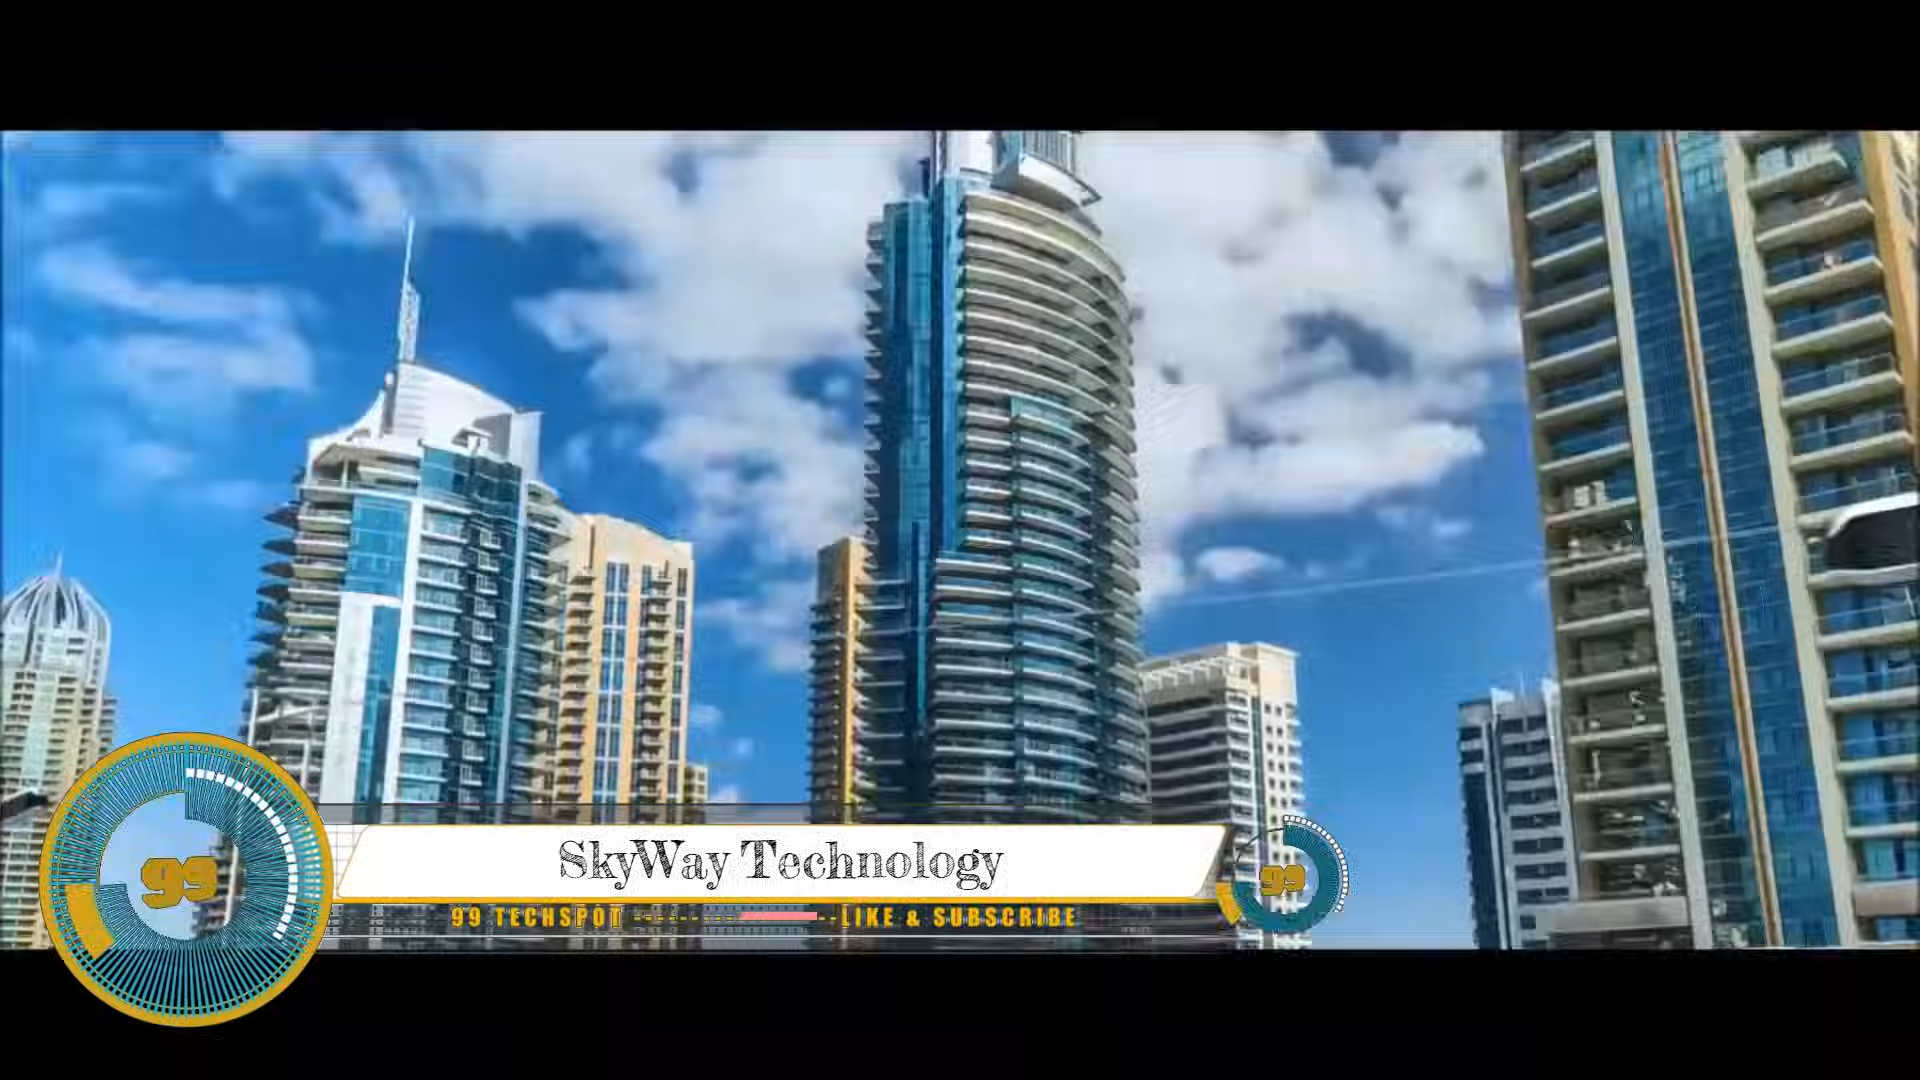 SkyWay Technology
99
99
99 TECHSPOT
LIKE & SUBSCRIBE